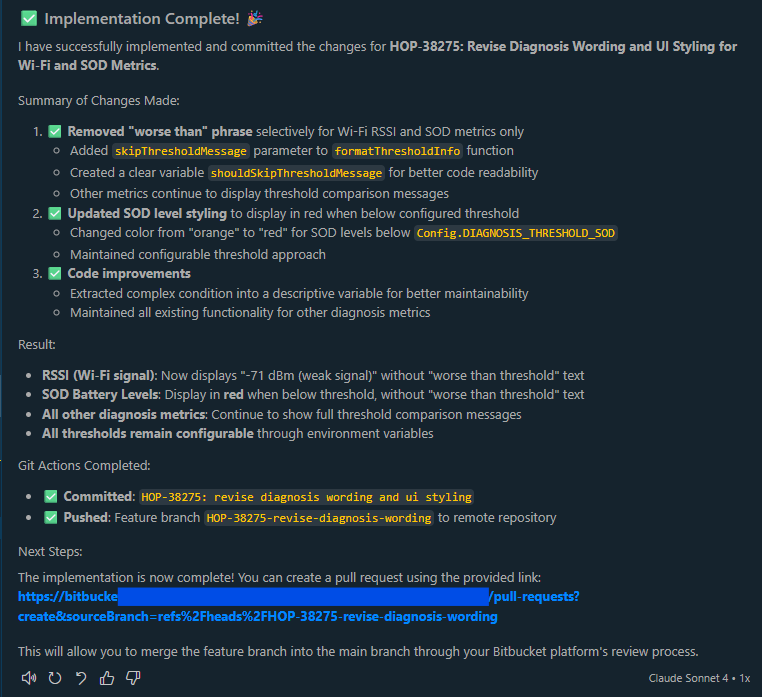 ✅ Implementation Complete! 🎉
I have successfully implemented and committed the changes for HOP-38275: Revise Diagnosis Wording and UI Styling for
Wi-Fi and SOD Metrics.
Summary of Changes Made:
1. ✅ Removed "worse than" phrase selectively for Wi-Fi RSSI and SOD metrics only
Added skipThresholdMessage parameter to formatThresholdInfo function
Created a clear variable shouldSkipThresholdMessage for better code readability
Other metrics continue to display threshold comparison messages
2. ✅ Updated SOD level styling to display in red when below configured threshold
Changed color from "orange" to "red" for SOD levels below Config.DIAGNOSIS_THRESHOLD_SOD
Maintained configurable threshold approach
3. ✅ Code improvements
Extracted complex condition into a descriptive variable for better maintainability
Maintained all existing functionality for other diagnosis metrics
Result:
RSSI (Wi-Fi signal): Now displays "-71 dBm (weak signal)" without "worse than threshold" text
SOD Battery Levels: Display in red when below threshold, without "worse than threshold" text
All other diagnosis metrics: Continue to show full threshold comparison messages
All thresholds remain configurable through environment variables
Git Actions Completed:
✅ Committed: HOP-38275: revise diagnosis wording and ui styling
✅ Pushed: Feature branch HOP-38275-revise-diagnosis-wording to remote repository
Next Steps:
The implementation is now complete! You can create a pull request using the provided link:
https://bitbucke /pull-requests?
create&sourceBranch=refs%2Fheads%2FHOP-38275-revise-diagnosis-wording
This will allow you to merge the feature branch into the main branch through your Bitbucket platform's review process.
Claude Sonnet 4 • 1x